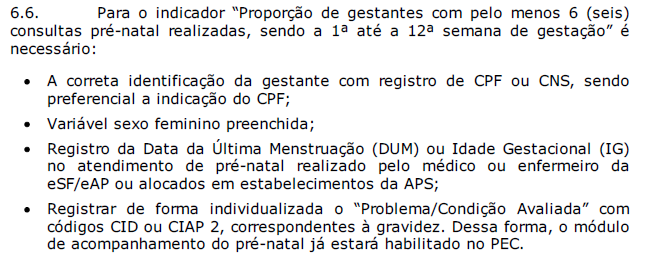 6.6. Para o indicador “Proporção de gestantes com pelo menos 6 (seis)
consultas pré-natal realizadas, sendo a 1ª até a 12ª semana de gestação” é
necessário:
• A correta identificação da gestante com registro de CPF ou CNS, sendo
preferencial a indicação do CPF;
• Variável sexo feminino preenchida;
• Registro da Data da Última Menstruação (DUM) ou Idade Gestacional (IG)
no atendimento de pré-natal realizado pelo médico ou enfermeiro da
eSF/eAP ou alocados em estabelecimentos da APS;
• Registrar de forma individualizada o “Problema/Condição Avaliada” com
códigos CID ou CIAP 2, correspondentes à gravidez. Dessa forma, o módulo
de acompanhamento do pré-natal já estará habilitado no PEC.